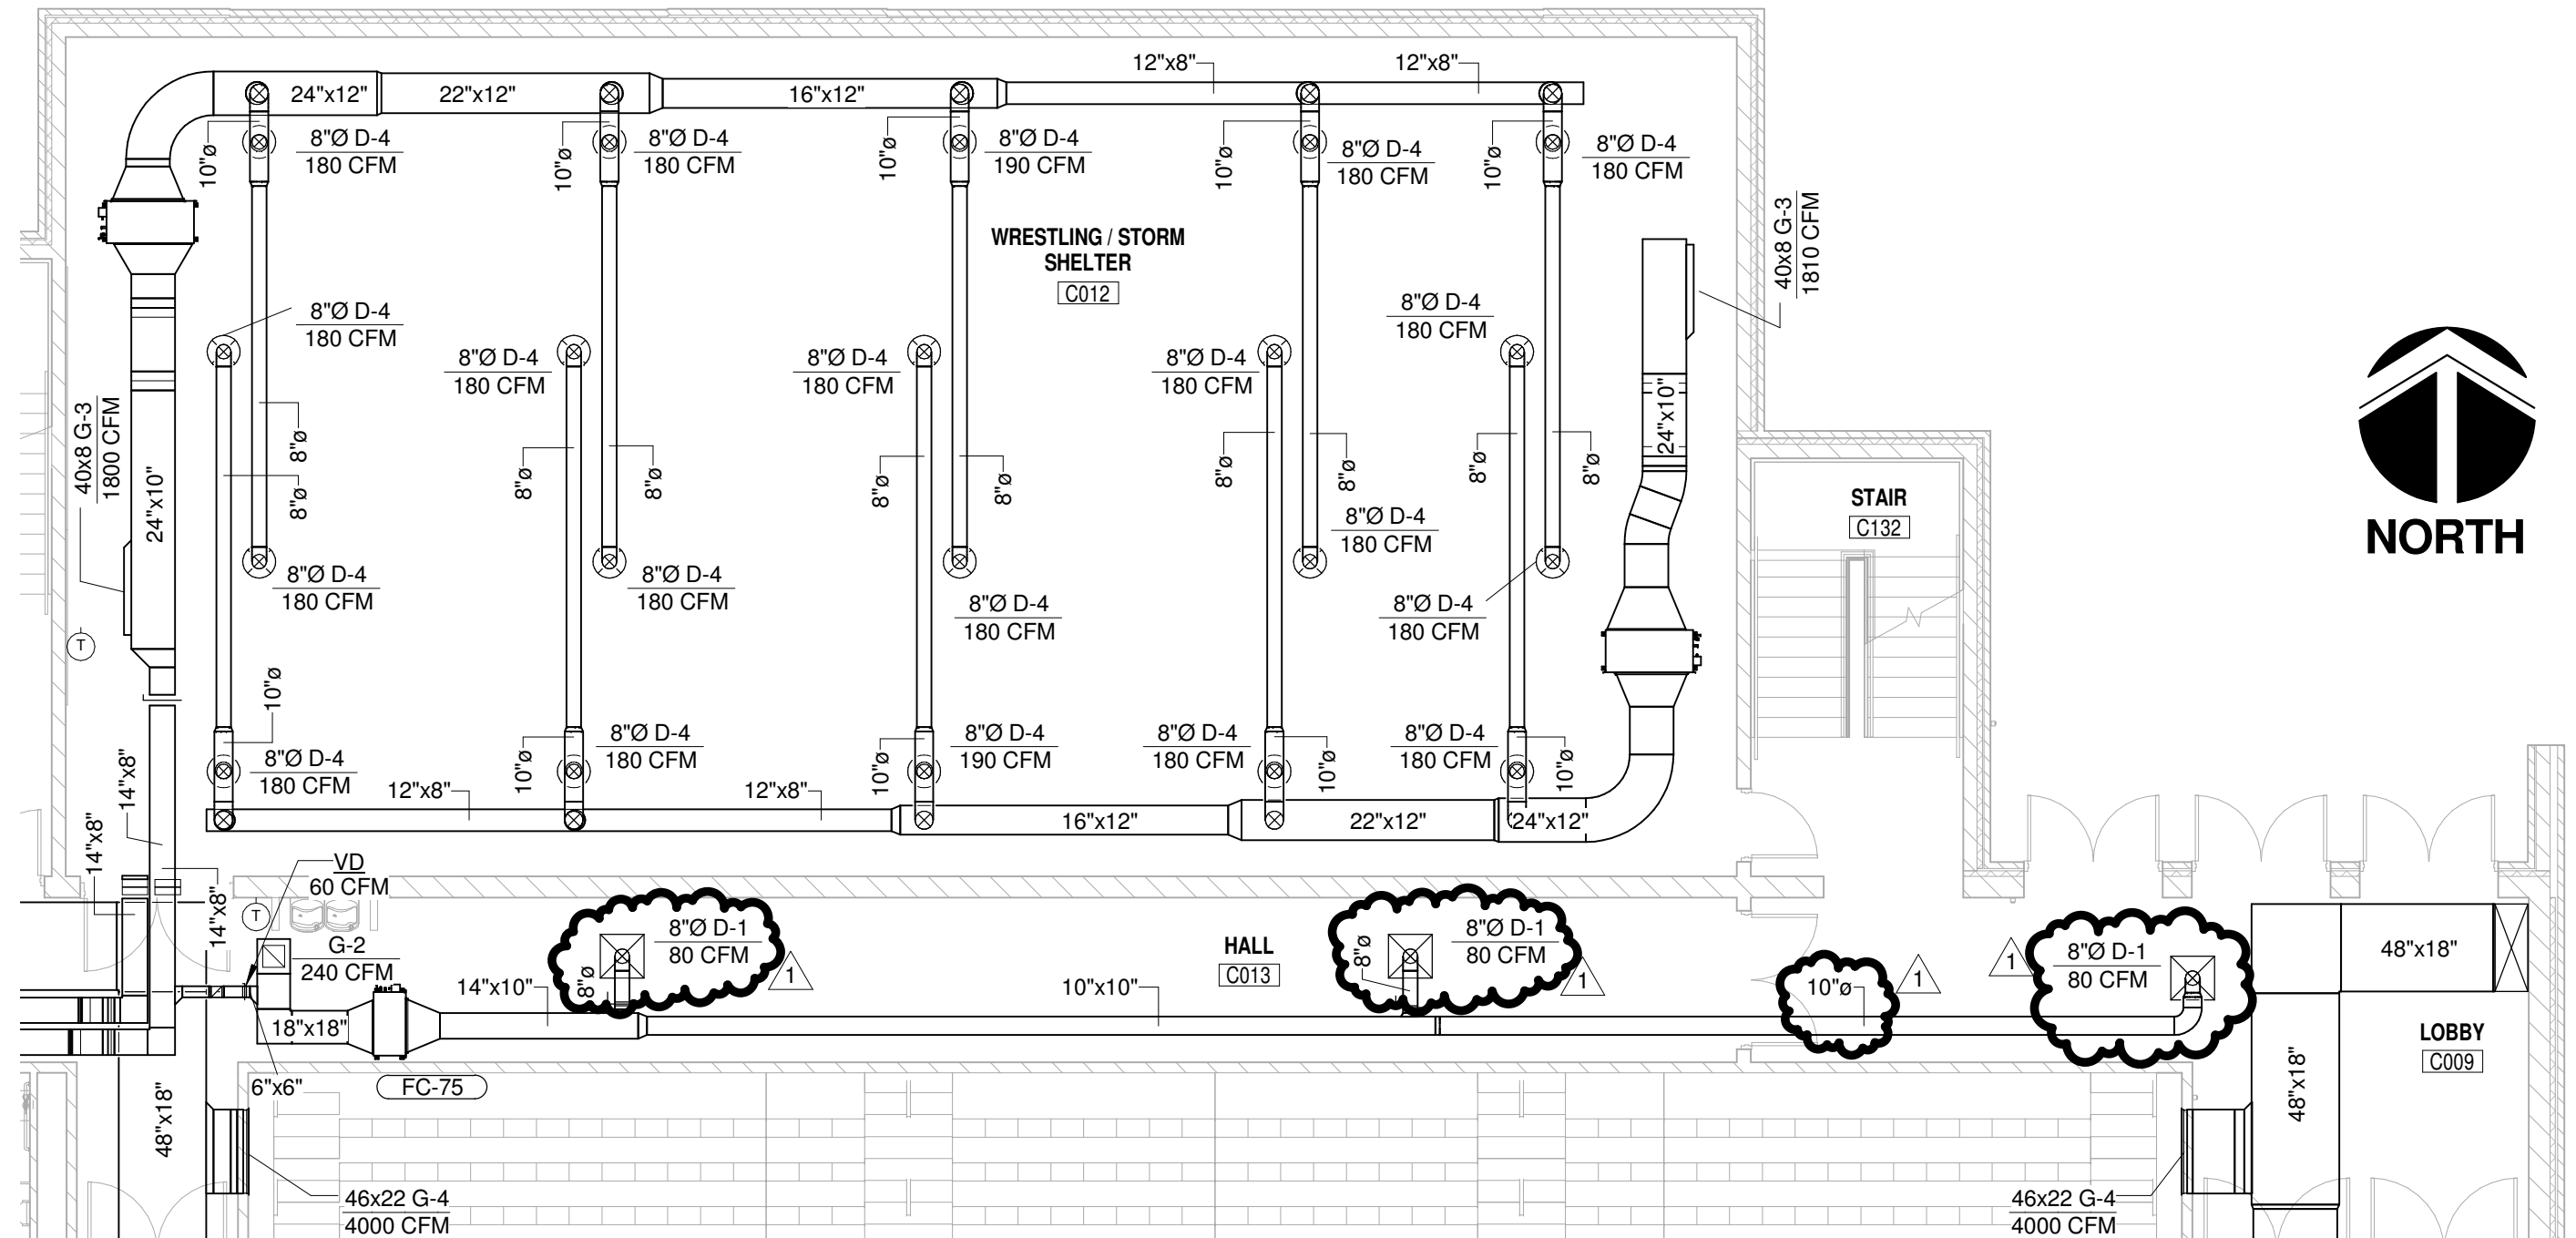 12"x8"
12"x8"
24"x12"
22"x12"
16"x12"
10"ø
8"Ø D-4
180 CFM
10"ø
8"Ø D-4
180 CFM
10"ø
8"Ø D-4
190 CFM
10"ø
8"Ø D-4
180 CFM
10"ø
8"Ø D-4
180 CFM
WRESTLING / STORM
SHELTER
C012
40x8 G-3
1810 CFM
8"Ø D-4
180 CFM
8"Ø D-4
180 CFM
8"Ø D-4
180 CFM
8"Ø D-4
180 CFM
8"Ø D-4
180 CFM
40x8 G-3
1800 CFM
24"x10"
8"ø
8"ø
8"ø
8"ø
8"ø
8"ø
8"ø
8"ø
8"ø
8"ø
24"x10"
STAIR
C132
NORTH
8"Ø D-4
180 CFM
8"Ø D-4
180 CFM
8"Ø D-4
180 CFM
8"Ø D-4
180 CFM
8"Ø D-4
180 CFM
T
10"ø
8"Ø D-4
180 CFM
10"ø
8"Ø D-4
180 CFM
10"ø
8"Ø D-4
190 CFM
8"Ø D-4
180 CFM
10"ø
8"Ø D-4
180 CFM
10"ø
12"x8"
12"x8"
16"x12"
22"x12"
24"x12"
14"x8"
14"x8"
14"x8"
VD
60 CFM
T
G-2
240 CFM
8"Ø D-1
80 CFM
8"ø
1
HALL
C013
8"Ø D-1
80 CFM
8"ø
1
10"ø
1
1
8"Ø D-1
80 CFM
48"x18"
14"x10"
10"x10"
18"x18"
LOBBY
C009
6"x6"
FC-75
48"x18"
48"x18"
46x22 G-4
4000 CFM
46x22 G-4
4000 CFM